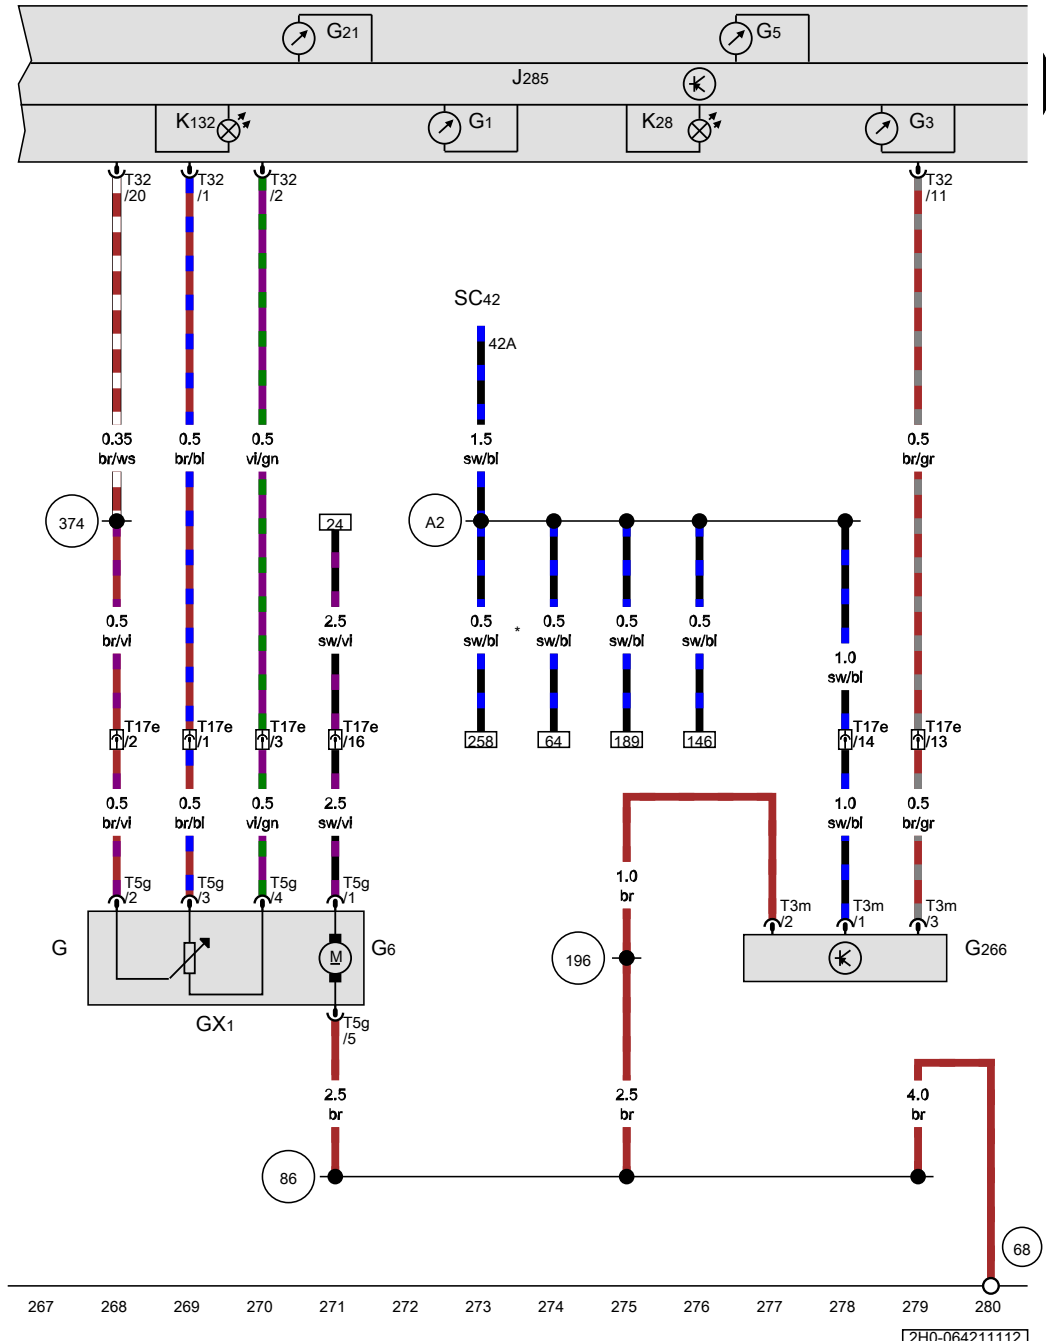 G21
G5
J285
K132
G1
K28
G3
T32
/20
T32
/1
T32
/2
T32
/11
SC42
42A
0.35
br/ws
0.5
br/bl
0.5
vi/gn
1.5
sw/bl
0.5
br/gr
374
24
A2
0.5
br/vi
2.5
sw/vi
0.5
sw/bl
*
0.5
sw/bl
0.5
sw/bl
0.5
sw/bl
1.0
sw/bl
T17e
/2
T17e
/1
T17e
/3
T17e
/16
258
64
189
146
T17e
/14
T17e
/13
0.5
br/vi
0.5
br/bl
0.5
vi/gn
2.5
sw/vi
1.0
sw/bl
0.5
br/gr
1.0
br
T5g
/2
T5g
/3
T5g
/4
T5g
/1
T3m
/2
T3m
/1
T3m
/3
G
M
G6
196
G266
GX1
T5g
/5
2.5
br
2.5
br
4.0
br
86
68
267 268 269 270 271 272 273 274 275 276 277 278 279 280
2H0-064211112